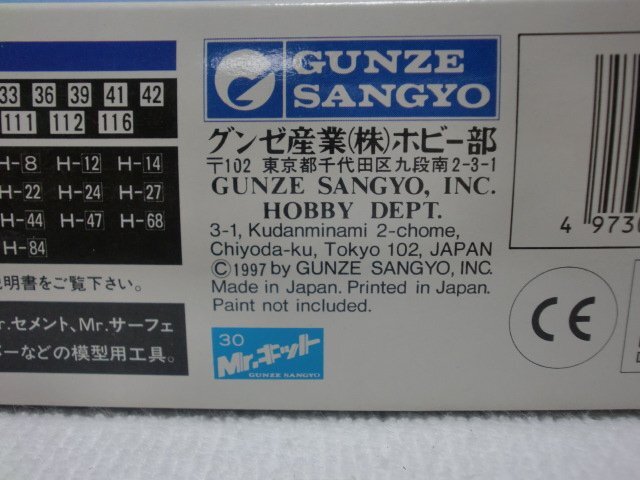 33 36 39 41 42
111 112 116
H-8 H-12 H-14
H-22 H-24 H-27
H-44 H-47 H-68
H-84
説明書をご覧下さい。
r.セメント、Mr.サーフェ
などの模型用工具。
GUNZE
SANGYO
グンゼ産業(株)ホビー部
〒102 東京都千代田区九段南2-3-1
GUNZE SANGYO, INC.
HOBBY DEPT.
3-1, Kudanminami 2-chome,
Chiyoda-ku, Tokyo 102, JAPAN
©1997 by GUNZE SANGYO, INC.
Made in Japan. Printed in Japan.
Paint not included.
30
Mr.キット
GUNZE SANGYO
4 973
CE